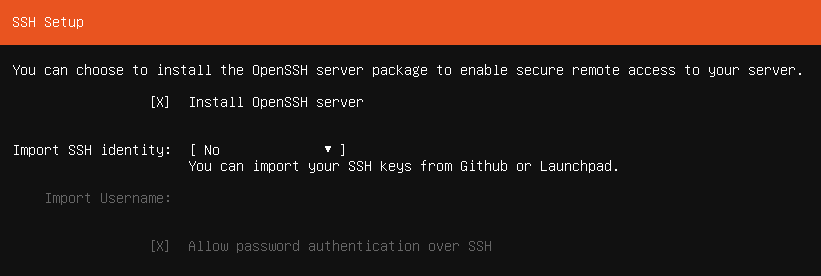 SSH Setup
You can choose to install the OpenSSH server package to enable secure remote access to your server.
[X] Install OpenSSH server
Import SSH identity: [ No ▾ ]
You can import your SSH keys from Github or Launchpad.
Import Username:
[X] Allow password authentication over SSH